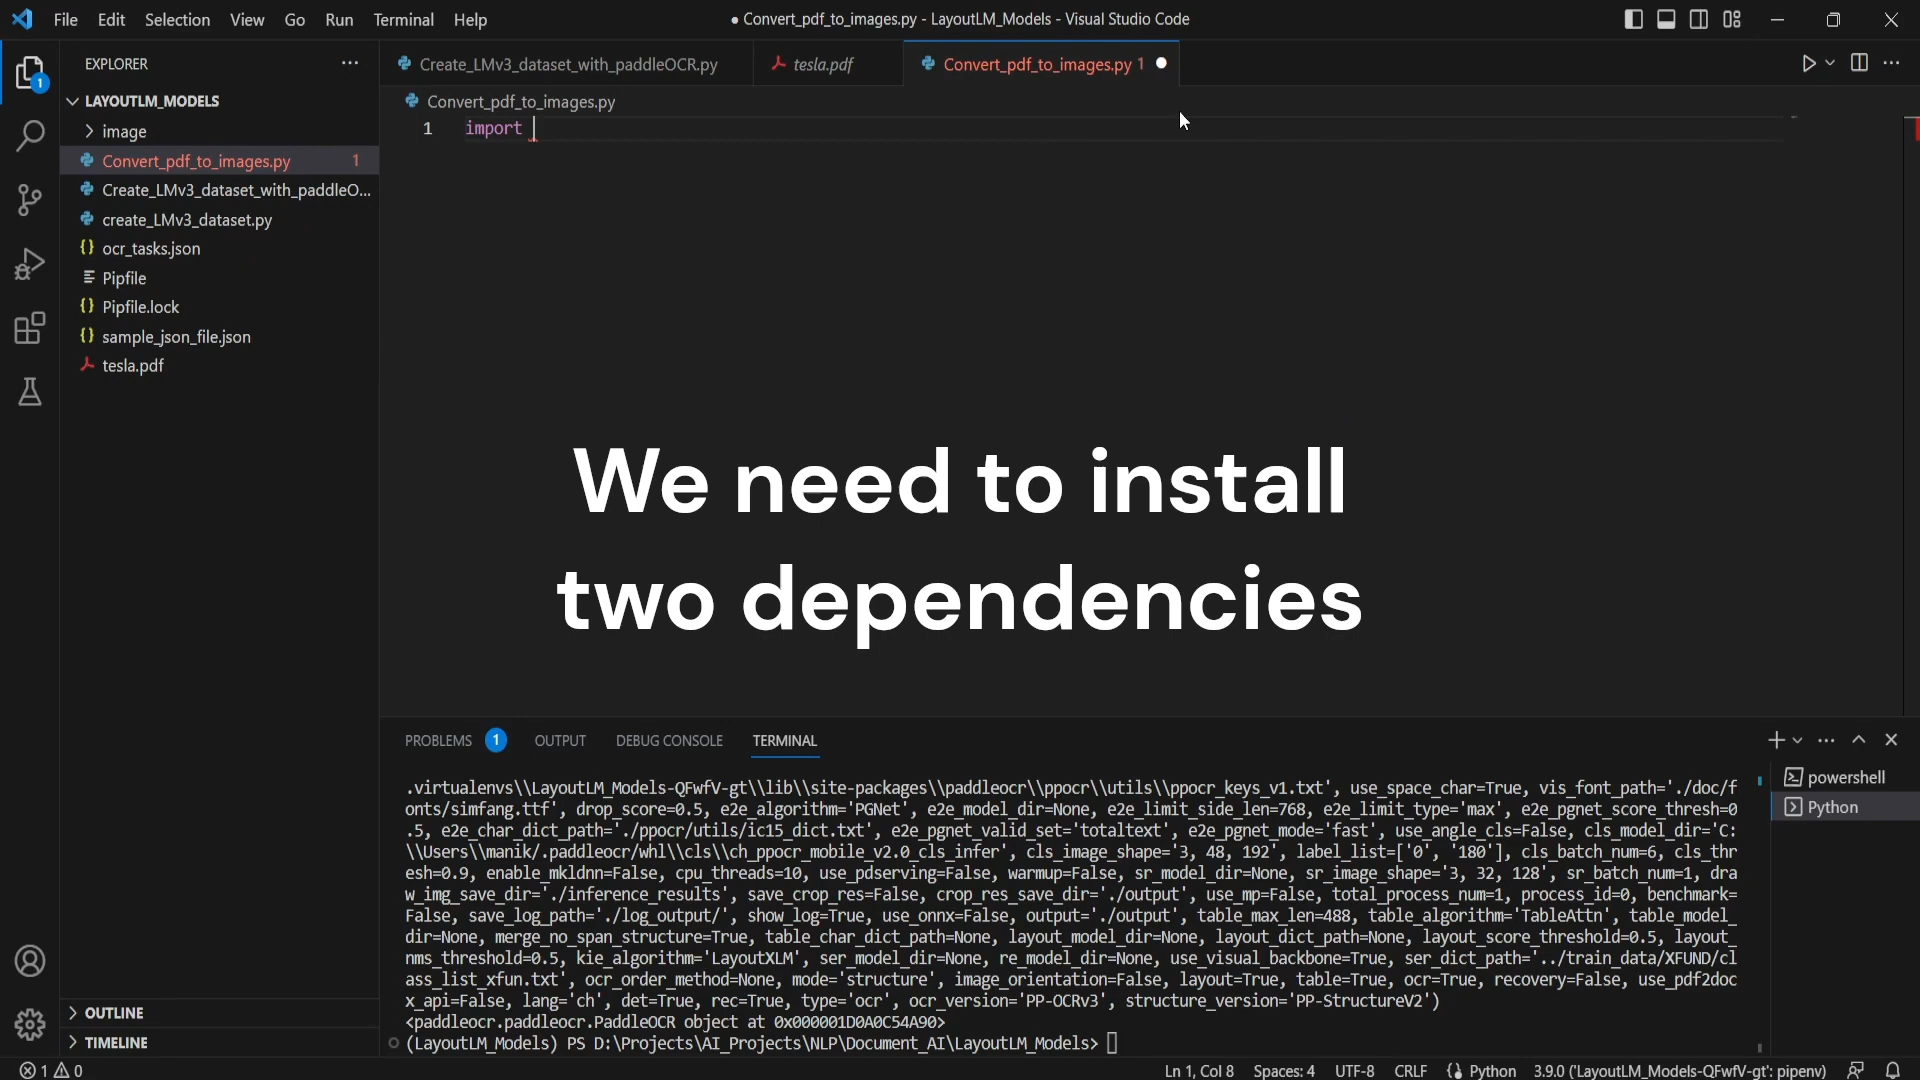 File Edit Selection View Go Run Terminal Help
● Convert_pdf_to_images.py - LayoutLM_Models - Visual Studio Code
EXPLORER
LAYOUTLM_MODELS
image
Convert_pdf_to_images.py 1
Create_LMv3_dataset_with_paddleO...
create_LMv3_dataset.py
ocr_tasks.json
Pipfile
Pipfile.lock
sample_json_file.json
tesla.pdf
OUTLINE
TIMELINE
1
Create_LMv3_dataset_with_paddleOCR.py
tesla.pdf
Convert_pdf_to_images.py 1
Convert_pdf_to_images.py
1 import
We need to install
two dependencies
PROBLEMS 1 OUTPUT DEBUG CONSOLE TERMINAL
.virtualenvs\\LayoutLM_Models-QFwfV-gt\\lib\\site-packages\\paddleocr\\ppocr\\utils\\ppocr_keys_v1.txt', use_space_char=True, vis_font_path='./doc/f
onts/simfang.ttf', drop_score=0.5, e2e_algorithm='PGNet', e2e_model_dir=None, e2e_limit_side_len=768, e2e_limit_type='max', e2e_pgnet_score_thresh=0
.5, e2e_char_dict_path='./ppocr/utils/ic15_dict.txt', e2e_pgnet_valid_set='totaltext', e2e_pgnet_mode='fast', use_angle_cls=False, cls_model_dir='C:
\\Users\\manik/.paddleocr/whl\\cls\\ch_ppocr_mobile_v2.0_cls_infer', cls_image_shape='3, 48, 192', label_list=['0', '180'], cls_batch_num=6, cls_thr
esh=0.9, enable_mkldnn=False, cpu_threads=10, use_pdserving=False, warmup=False, sr_model_dir=None, sr_image_shape='3, 32, 128', sr_batch_num=1, dra
w_img_save_dir='./inference_results', save_crop_res=False, crop_res_save_dir='./output', use_mp=False, total_process_num=1, process_id=0, benchmark=
False, save_log_path='./log_output/', show_log=True, use_onnx=False, output='./output', table_max_len=488, table_algorithm='TableAttn', table_model_
dir=None, merge_no_span_structure=True, table_char_dict_path=None, layout_model_dir=None, layout_dict_path=None, layout_score_threshold=0.5, layout_
nms_threshold=0.5, kie_algorithm='LayoutXLM', ser_model_dir=None, re_model_dir=None, use_visual_backbone=True, ser_dict_path='../train_data/XFUND/cl
ass_list_xfun.txt', ocr_order_method=None, mode='structure', image_orientation=False, layout=True, table=True, ocr=True, recovery=False, use_pdf2doc
x_api=False, lang='ch', det=True, rec=True, type='ocr', ocr_version='PP-OCRv3', structure_version='PP-StructureV2')
<paddleocr.paddleocr.PaddleOCR object at 0x000001D0A0C54A90>
(LayoutLM_Models) PS D:\Projects\AI_Projects\NLP\Document_AI\LayoutLM_Models>
powershell
Python
1 0
Ln 1, Col 8 Spaces: 4 UTF-8 CRLF Python 3.9.0 ('LayoutLM_Models-QFwfV-gt': pipenv)